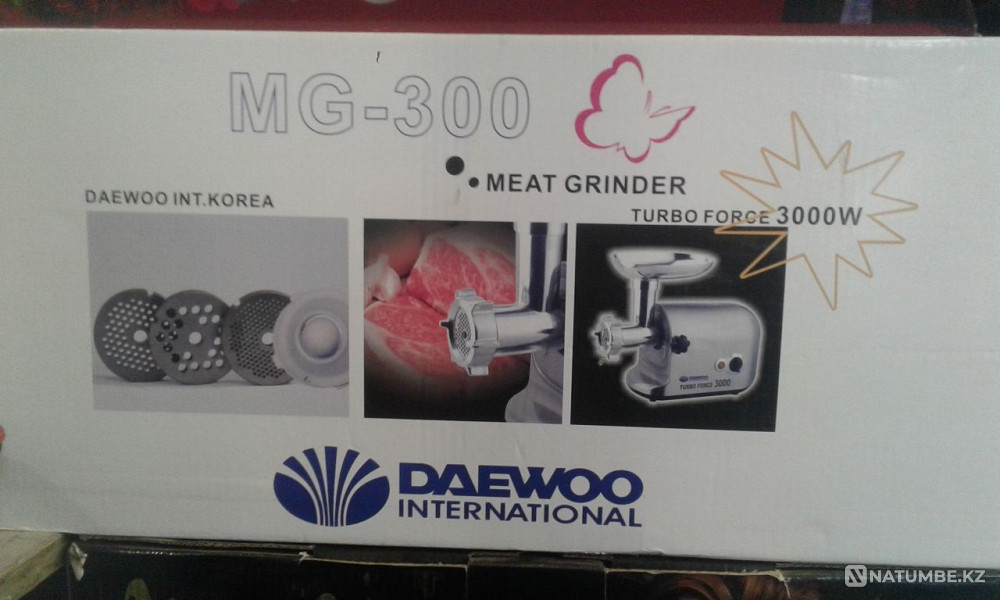 MG-300
MEAT GRINDER
DAEWOO INT.KOREA
TURBO FORCE 3000W
TURBO FORCE 3000
DAEWOO
INTERNATIONAL
NATUMBE.KZ